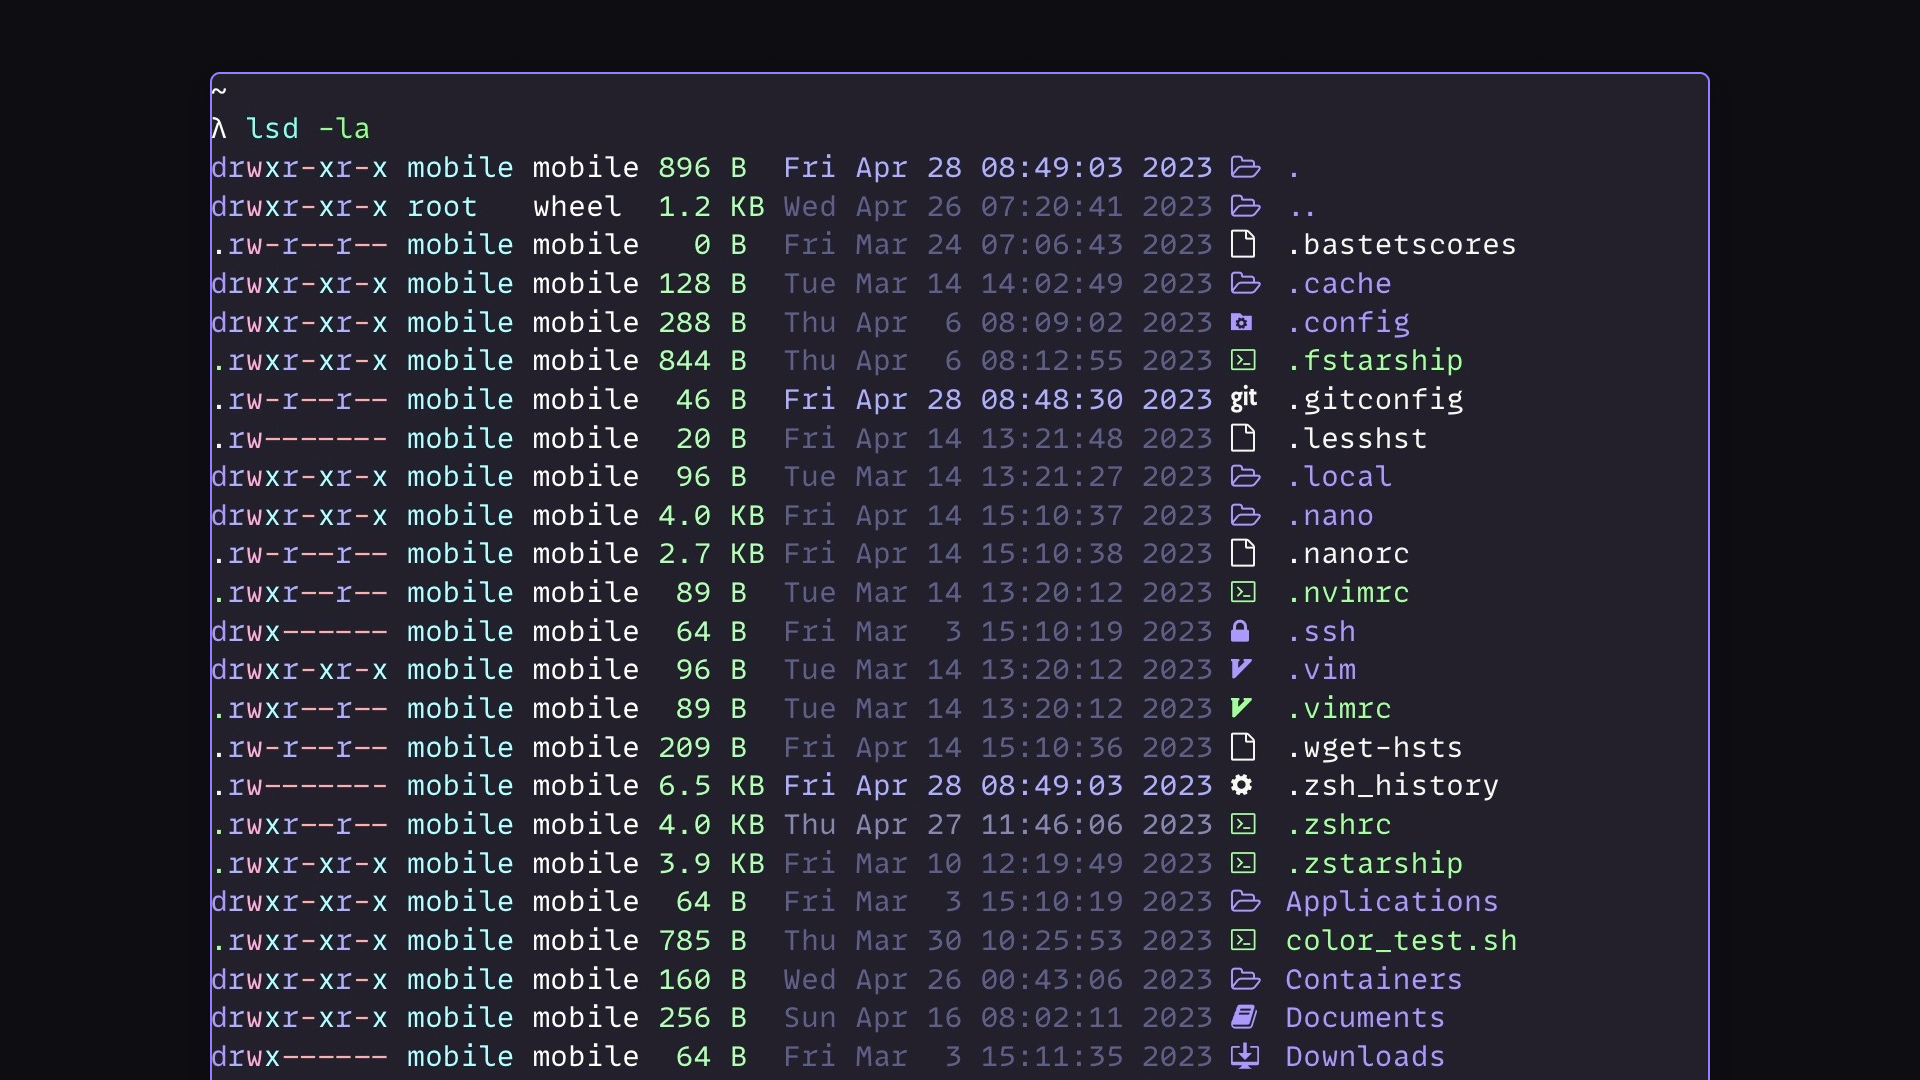 ~
λ lsd -la
drwxr-xr-x mobile mobile 896 B  Fri Apr 28 08:49:03 2023 .
drwxr-xr-x root   wheel  1.2 KB Wed Apr 26 07:20:41 2023 ..
.rw-r--r-- mobile mobile   0 B  Fri Mar 24 07:06:43 2023 .bastetscores
drwxr-xr-x mobile mobile 128 B  Tue Mar 14 14:02:49 2023 .cache
drwxr-xr-x mobile mobile 288 B  Thu Apr  6 08:09:02 2023 .config
.rwxr-xr-x mobile mobile 844 B  Thu Apr  6 08:12:55 2023 .fstarship
.rw-r--r-- mobile mobile  46 B  Fri Apr 28 08:48:30 2023 git .gitconfig
.rw------- mobile mobile  20 B  Fri Apr 14 13:21:48 2023 .lesshst
drwxr-xr-x mobile mobile  96 B  Tue Mar 14 13:21:27 2023 .local
drwxr-xr-x mobile mobile 4.0 KB Fri Apr 14 15:10:37 2023 .nano
.rw-r--r-- mobile mobile 2.7 KB Fri Apr 14 15:10:38 2023 .nanorc
.rwxr--r-- mobile mobile  89 B  Tue Mar 14 13:20:12 2023 .nvimrc
drwx------ mobile mobile  64 B  Fri Mar  3 15:10:19 2023 .ssh
drwxr-xr-x mobile mobile  96 B  Tue Mar 14 13:20:12 2023 .vim
.rwxr--r-- mobile mobile  89 B  Tue Mar 14 13:20:12 2023 .vimrc
.rw-r--r-- mobile mobile 209 B  Fri Apr 14 15:10:36 2023 .wget-hsts
.rw------- mobile mobile 6.5 KB Fri Apr 28 08:49:03 2023 .zsh_history
.rwxr--r-- mobile mobile 4.0 KB Thu Apr 27 11:46:06 2023 .zshrc
.rwxr-xr-x mobile mobile 3.9 KB Fri Mar 10 12:19:49 2023 .zstarship
drwxr-xr-x mobile mobile  64 B  Fri Mar  3 15:10:19 2023 Applications
.rwxr-xr-x mobile mobile 785 B  Thu Mar 30 10:25:53 2023 color_test.sh
drwxr-xr-x mobile mobile 160 B  Wed Apr 26 00:43:06 2023 Containers
drwxr-xr-x mobile mobile 256 B  Sun Apr 16 08:02:11 2023 Documents
drwx------ mobile mobile  64 B  Fri Mar  3 15:11:35 2023 Downloads